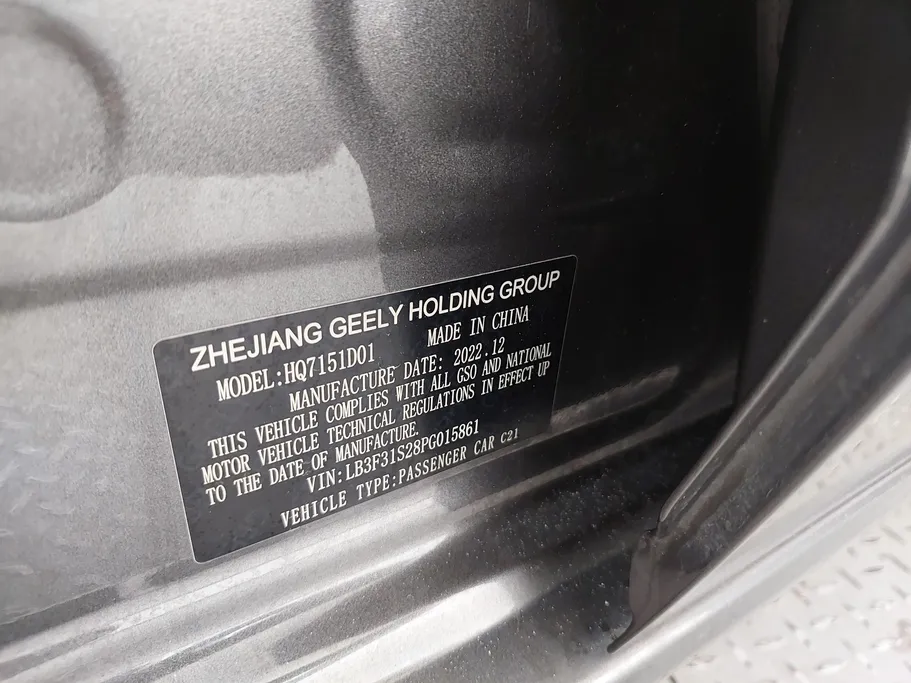 ZHEJIANG GEELY HOLDING GROUP
MODEL:HQ7151D01 MADE IN CHINA
MANUFACTURE DATE: 2022.12
THIS VEHICLE COMPLIES WITH ALL GSO AND NATIONAL
MOTOR VEHICLE TECHNICAL REGULATIONS IN EFFECT UP
TO THE DATE OF MANUFACTURE.
VIN:LB3F31S28PG015861
VEHICLE TYPE:PASSENGER CAR C21